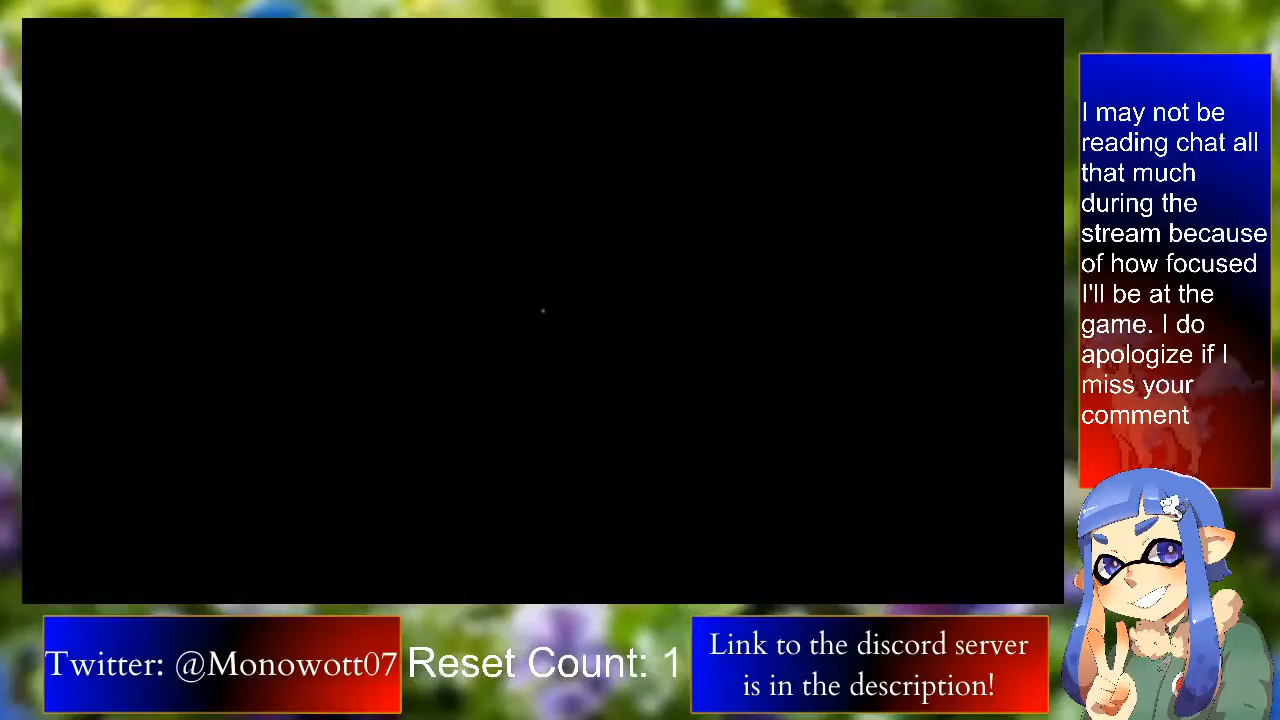 I may not be
reading chat all
that much
during the
stream because
of how focused
I'll be at the
game. I do
apologize if I
miss your
comment
Twitter: @Monowott07
Reset Count: 1
Link to the discord server
is in the description!